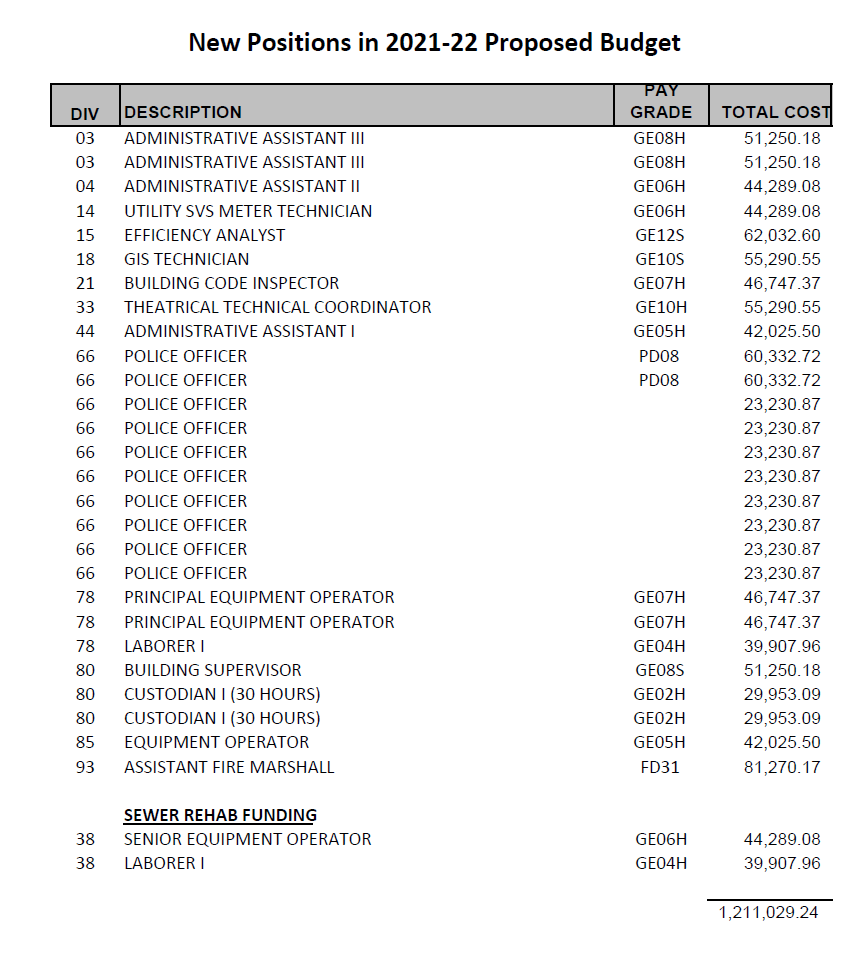 New Positions in 2021-22 Proposed Budget
DIV DESCRIPTION PAY GRADE TOTAL COST
03 ADMINISTRATIVE ASSISTANT III GE08H 51,250.18
03 ADMINISTRATIVE ASSISTANT III GE08H 51,250.18
04 ADMINISTRATIVE ASSISTANT II GE06H 44,289.08
14 UTILITY SVS METER TECHNICIAN GE06H 44,289.08
15 EFFICIENCY ANALYST GE12S 62,032.60
18 GIS TECHNICIAN GE10S 55,290.55
21 BUILDING CODE INSPECTOR GE07H 46,747.37
33 THEATRICAL TECHNICAL COORDINATOR GE10H 55,290.55
44 ADMINISTRATIVE ASSISTANT I GE05H 42,025.50
66 POLICE OFFICER PD08 60,332.72
66 POLICE OFFICER PD08 60,332.72
66 POLICE OFFICER 23,230.87
66 POLICE OFFICER 23,230.87
66 POLICE OFFICER 23,230.87
66 POLICE OFFICER 23,230.87
66 POLICE OFFICER 23,230.87
66 POLICE OFFICER 23,230.87
66 POLICE OFFICER 23,230.87
66 POLICE OFFICER 23,230.87
78 PRINCIPAL EQUIPMENT OPERATOR GE07H 46,747.37
78 PRINCIPAL EQUIPMENT OPERATOR GE07H 46,747.37
78 LABORER I GE04H 39,907.96
80 BUILDING SUPERVISOR GE08S 51,250.18
80 CUSTODIAN I (30 HOURS) GE02H 29,953.09
80 CUSTODIAN I (30 HOURS) GE02H 29,953.09
85 EQUIPMENT OPERATOR GE05H 42,025.50
93 ASSISTANT FIRE MARSHALL FD31 81,270.17
SEWER REHAB FUNDING
38 SENIOR EQUIPMENT OPERATOR GE06H 44,289.08
38 LABORER I GE04H 39,907.96
1,211,029.24